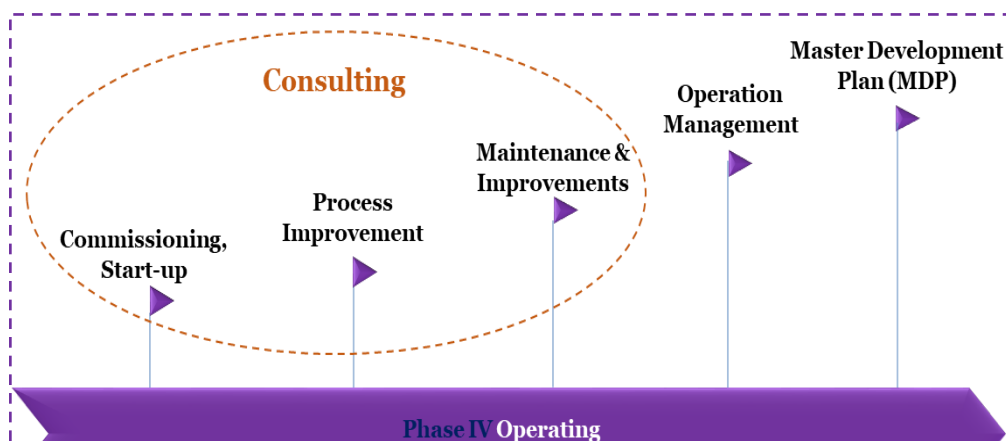 Consulting
Commissioning,
Start-up
Process
Improvement
Maintenance &
Improvements
Operation
Management
Master Development
Plan (MDP)
Phase IV Operating